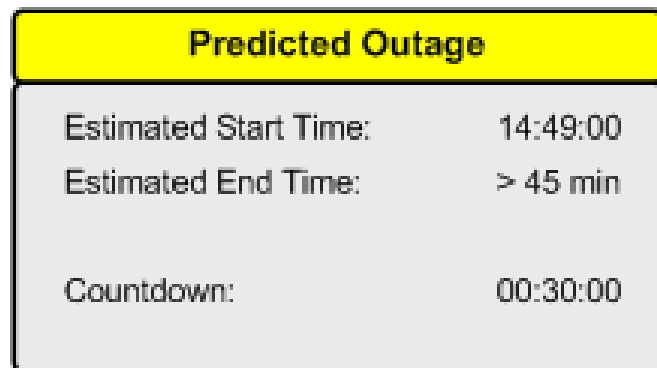 Predicted Outage
Estimated Start Time: 14:49:00
Estimated End Time: > 45 min
Countdown: 00:30:00